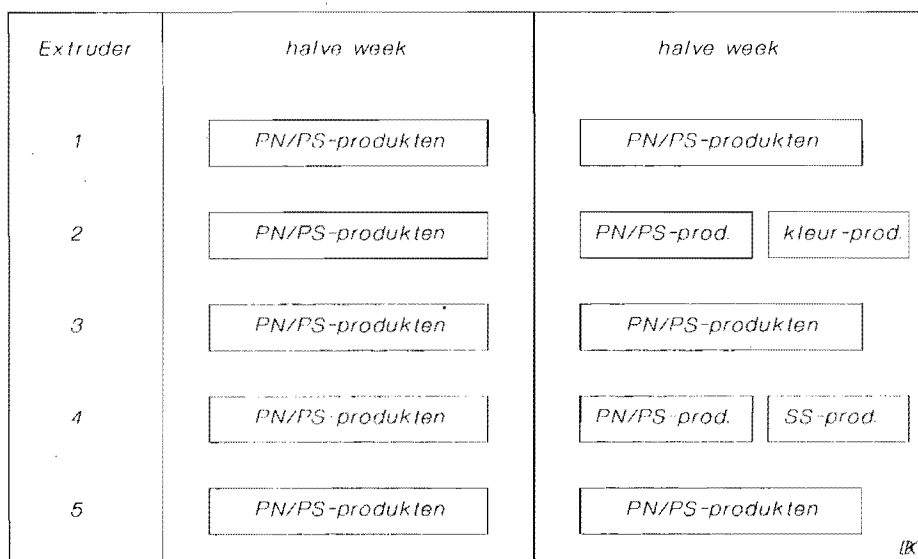 Extruder halve week halve week
1 PN/PS-produkten PN/PS-produkten
2 PN/PS-produkten PN/PS-prod. kleur-prod.
3 PN/PS-produkten PN/PS-produkten
4 PN/PS-produkten PN/PS-prod. SS-prod.
5 PN/PS-produkten PN/PS-produkten